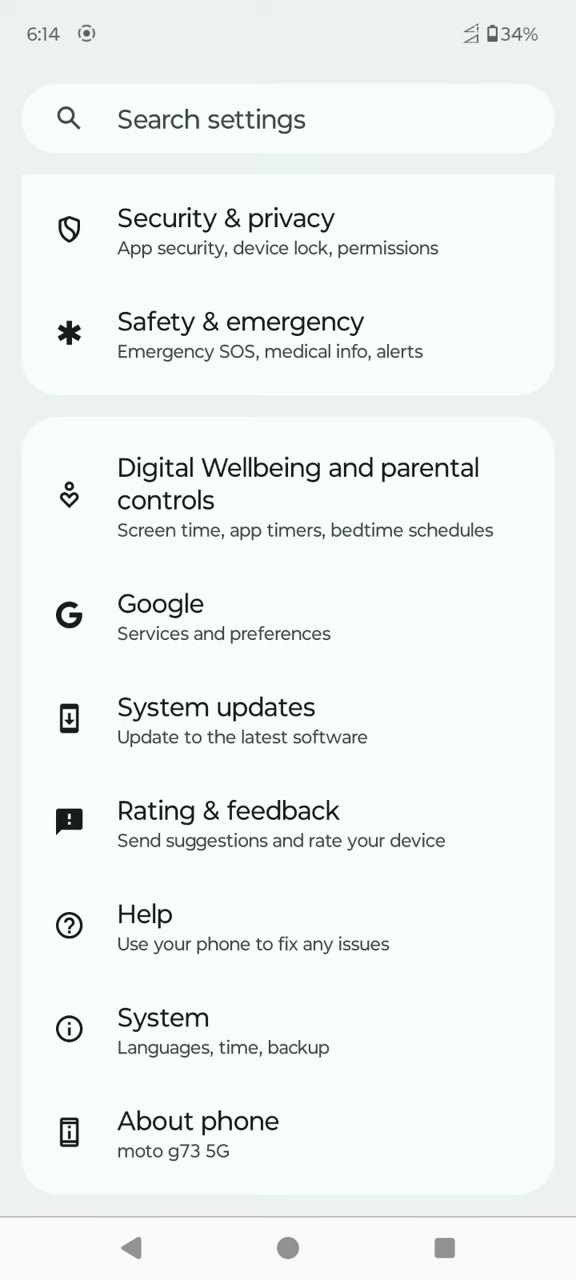 6:14
34%
Search settings
Security & privacy
App security, device lock, permissions
Safety & emergency
Emergency SOS, medical info, alerts
Digital Wellbeing and parental
controls
Screen time, app timers, bedtime schedules
Google
Services and preferences
System updates
Update to the latest software
Rating & feedback
Send suggestions and rate your device
Help
Use your phone to fix any issues
System
Languages, time, backup
About phone
moto g73 5G